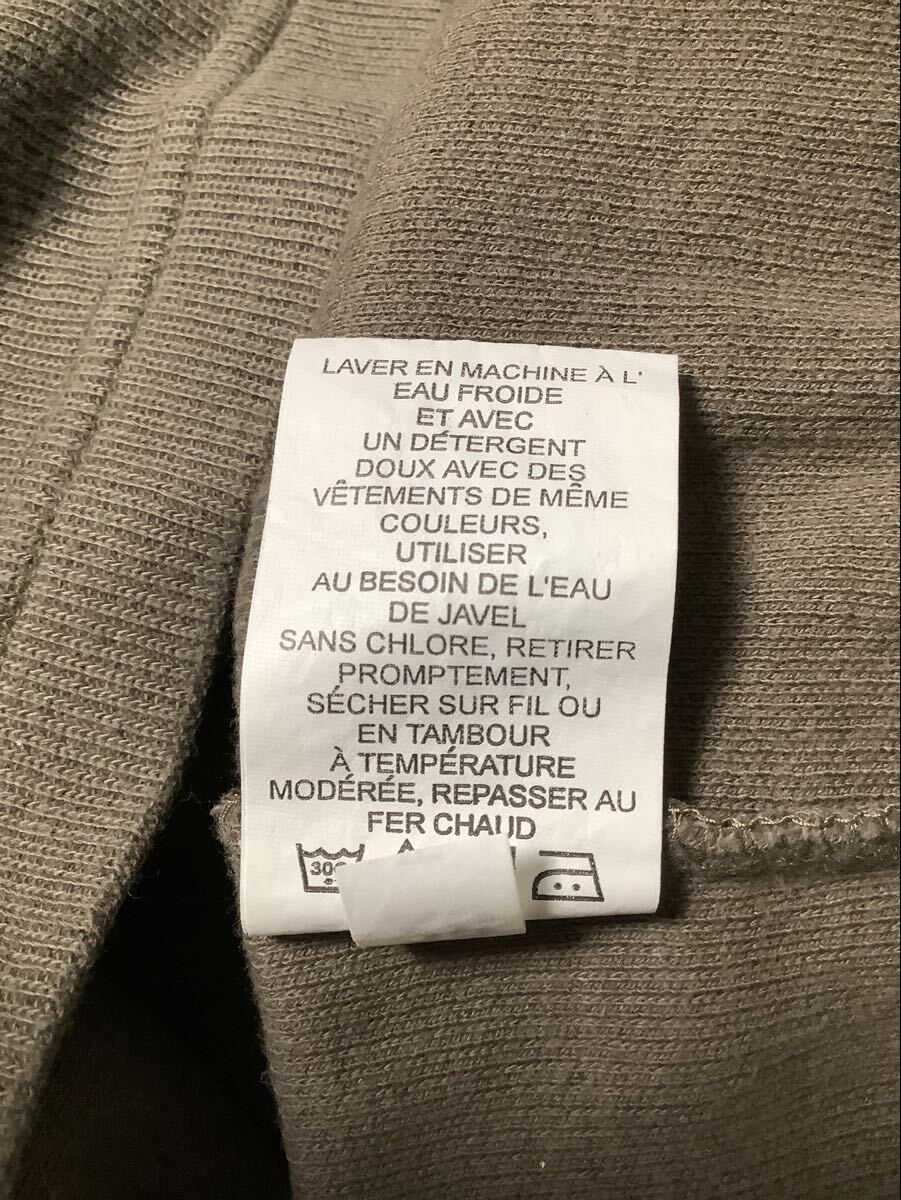 LAVER EN MACHINE À L'
EAU FROIDE
ET AVEC
UN DÉTERGENT
DOUX AVEC DES
VÊTEMENTS DE MÊME
COULEURS,
UTILISER
AU BESOIN DE L'EAU
DE JAVEL
SANS CHLORE, RETIRER
PROMPTEMENT,
SÉCHER SUR FIL OU
EN TAMBOUR
À TEMPÉRATURE
MODÉRÉE, REPASSER AU
FER CHAUD
30